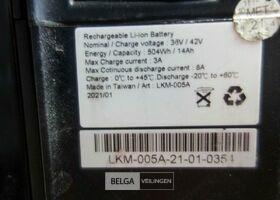 Rechargeable Li-Ion Battery
Nominal / Charge voltage : 36V / 42V
Energy / Capacity : 504Wh / 14Ah
Max Charge current : 3A
Max Cotinuous discharge current : 8A
Charge : 0°C to +45°C Discharge -20°C to +60°C
Made in Taiwan / Art : LKM-005A
2021/01
LKM-005A-21-01-0354
BELGA VEILINGEN